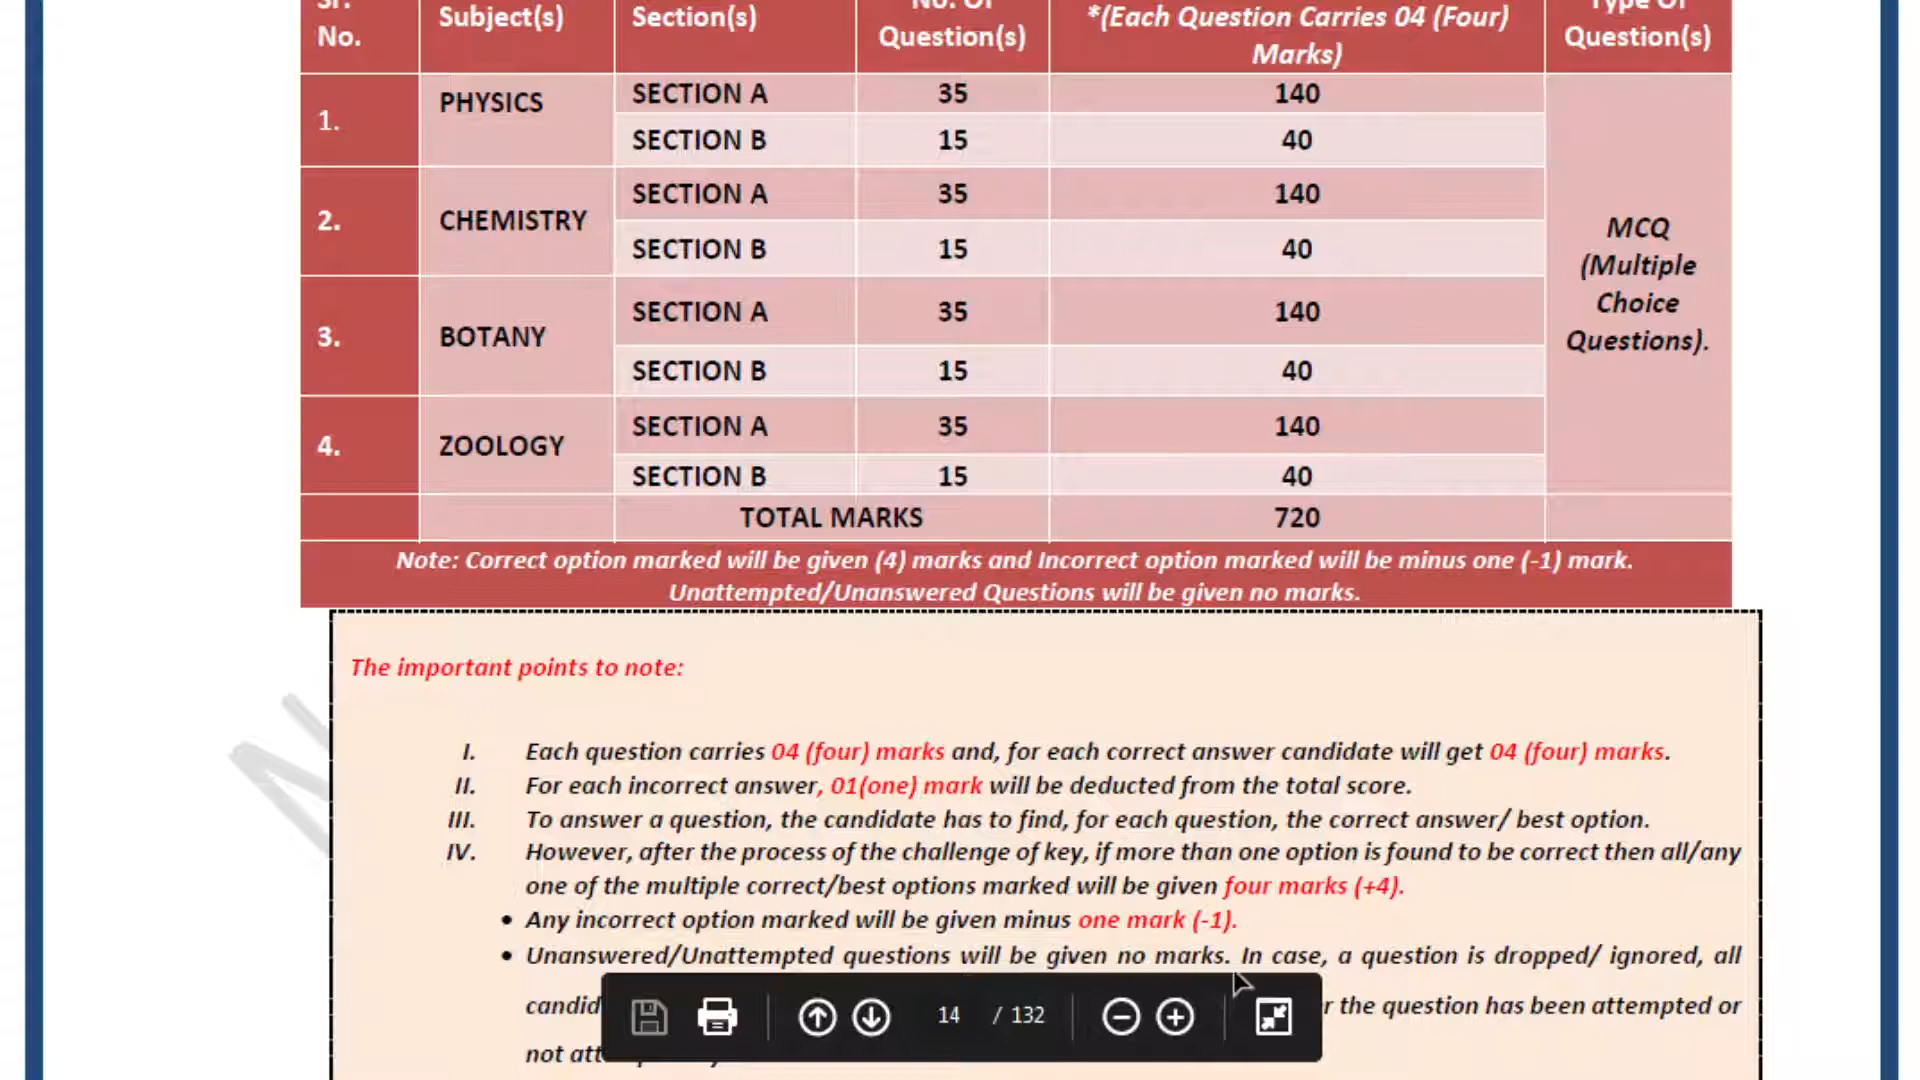 No.
Subject(s)
Section(s)
Question(s)
*(Each Question Carries 04 (Four)
Marks)
Question(s)
1.
PHYSICS
SECTION A
35
140
SECTION B
15
40
2.
CHEMISTRY
SECTION A
35
140
SECTION B
15
40
3.
BOTANY
SECTION A
35
140
SECTION B
15
40
4.
ZOOLOGY
SECTION A
35
140
SECTION B
15
40
MCQ
(Multiple
Choice
Questions).
TOTAL MARKS
720
Note: Correct option marked will be given (4) marks and Incorrect option marked will be minus one (-1) mark.
Unattempted/Unanswered Questions will be given no marks.
The important points to note:
I. Each question carries 04 (four) marks and, for each correct answer candidate will get 04 (four) marks.
II. For each incorrect answer, 01(one) mark will be deducted from the total score.
III. To answer a question, the candidate has to find, for each question, the correct answer/ best option.
IV. However, after the process of the challenge of key, if more than one option is found to be correct then all/any
one of the multiple correct/best options marked will be given four marks (+4).
• Any incorrect option marked will be given minus one mark (-1).
• Unanswered/Unattempted questions will be given no marks. In case, a question is dropped/ ignored, all
the question has been attempted or
not
14 / 132